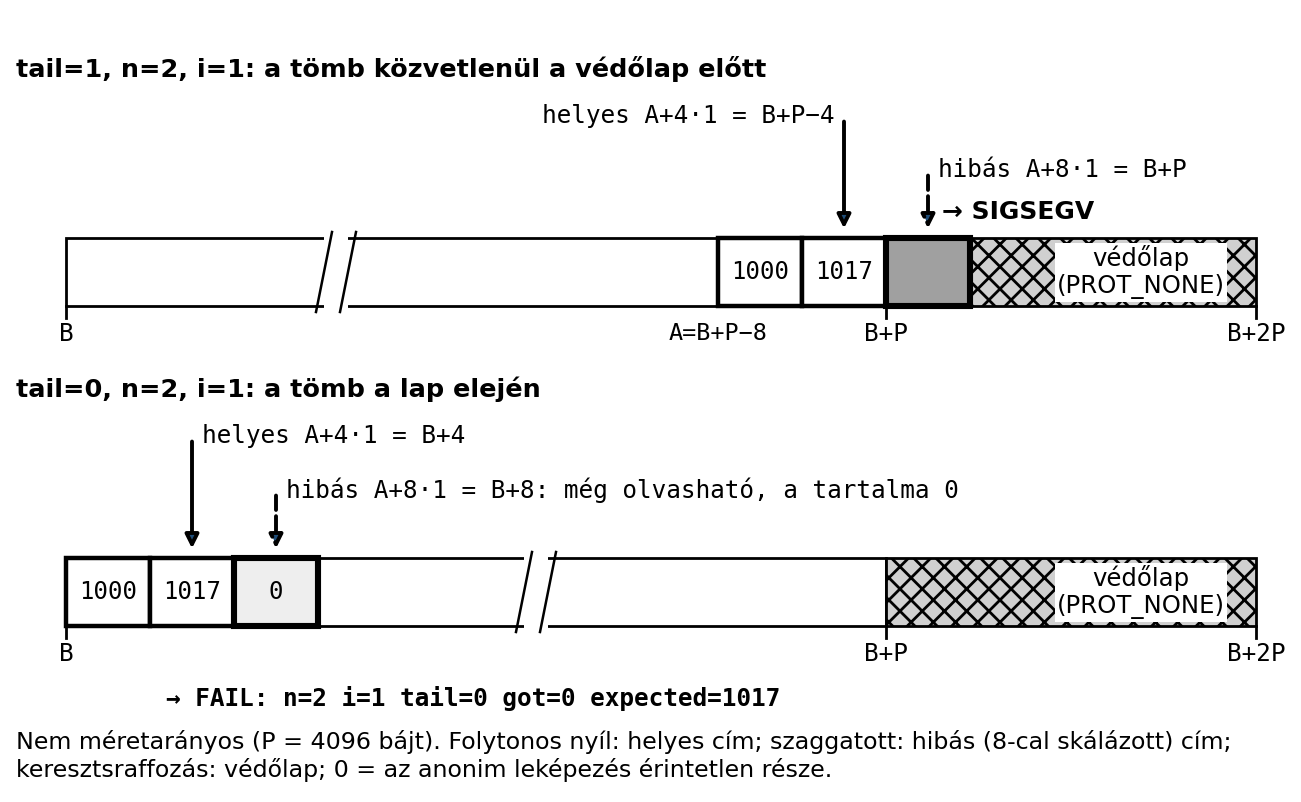 tail=1, n=2, i=1: a tömb közvetlenül a védőlap előtt
helyes A+4·1 = B+P−4
hibás A+8·1 = B+P
→ SIGSEGV
1000 1017 védőlap
(PROT_NONE)
B A=B+P−8 B+P B+2P
tail=0, n=2, i=1: a tömb a lap elején
helyes A+4·1 = B+4
hibás A+8·1 = B+8: még olvasható, a tartalma 0
1000 1017 0 védőlap
(PROT_NONE)
B B+P B+2P
→ FAIL: n=2 i=1 tail=0 got=0 expected=1017
Nem méretarányos (P = 4096 bájt). Folytonos nyíl: helyes cím; szaggatott: hibás (8-cal skálázott) cím;
keresztsraffozás: védőlap; 0 = az anonim leképezés érintetlen része.